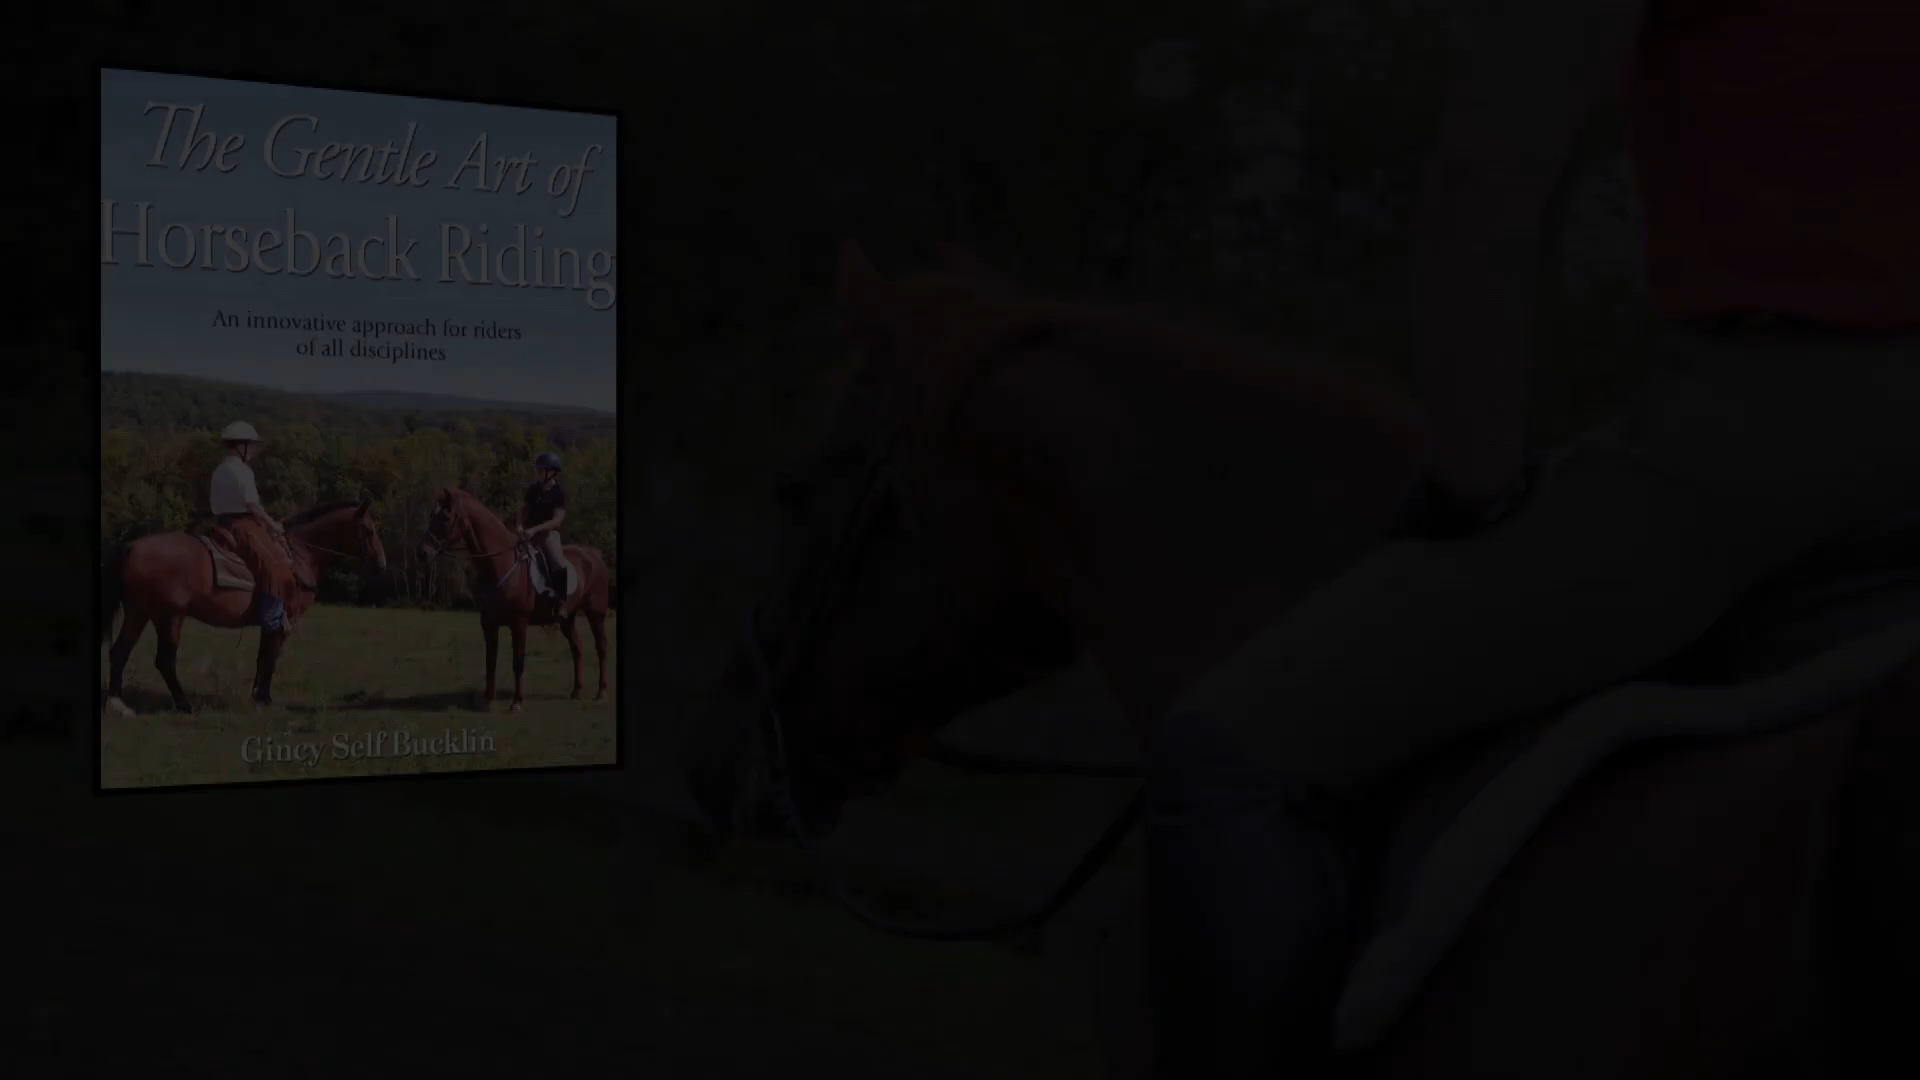 The Gentle Art of
Horseback Riding
An innovative approach for riders
of all disciplines
Gincy Self Bucklin